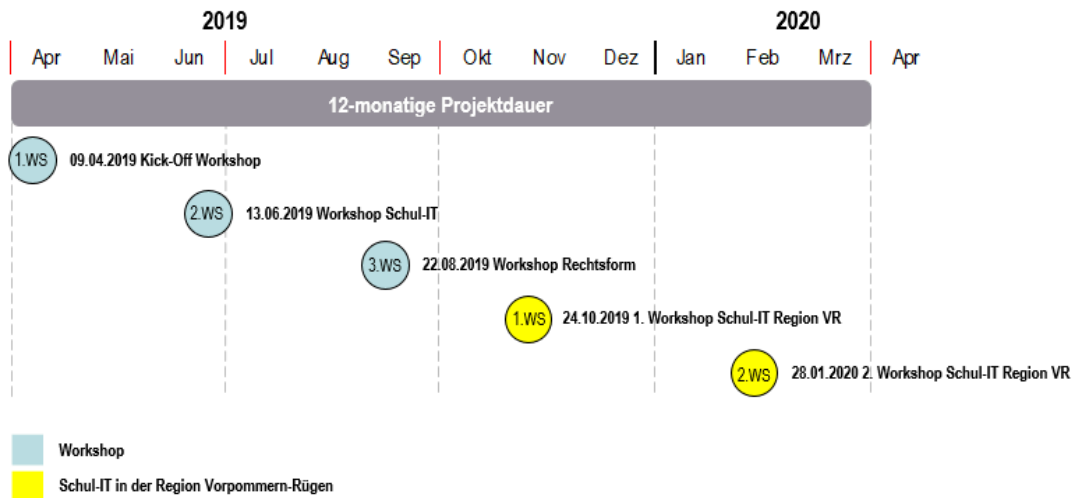 2019 2020
Apr Mai Jun Jul Aug Sep Okt Nov Dez Jan Feb Mrz Apr
12-monatige Projektdauer
1.WS 09.04.2019 Kick-Off Workshop
2.WS 13.06.2019 Workshop Schul-IT
3.WS 22.08.2019 Workshop Rechtsform
1.WS 24.10.2019 1. Workshop Schul-IT Region VR
2.WS 28.01.2020 2. Workshop Schul-IT Region VR
Workshop
Schul-IT in der Region Vorpommern-Rügen